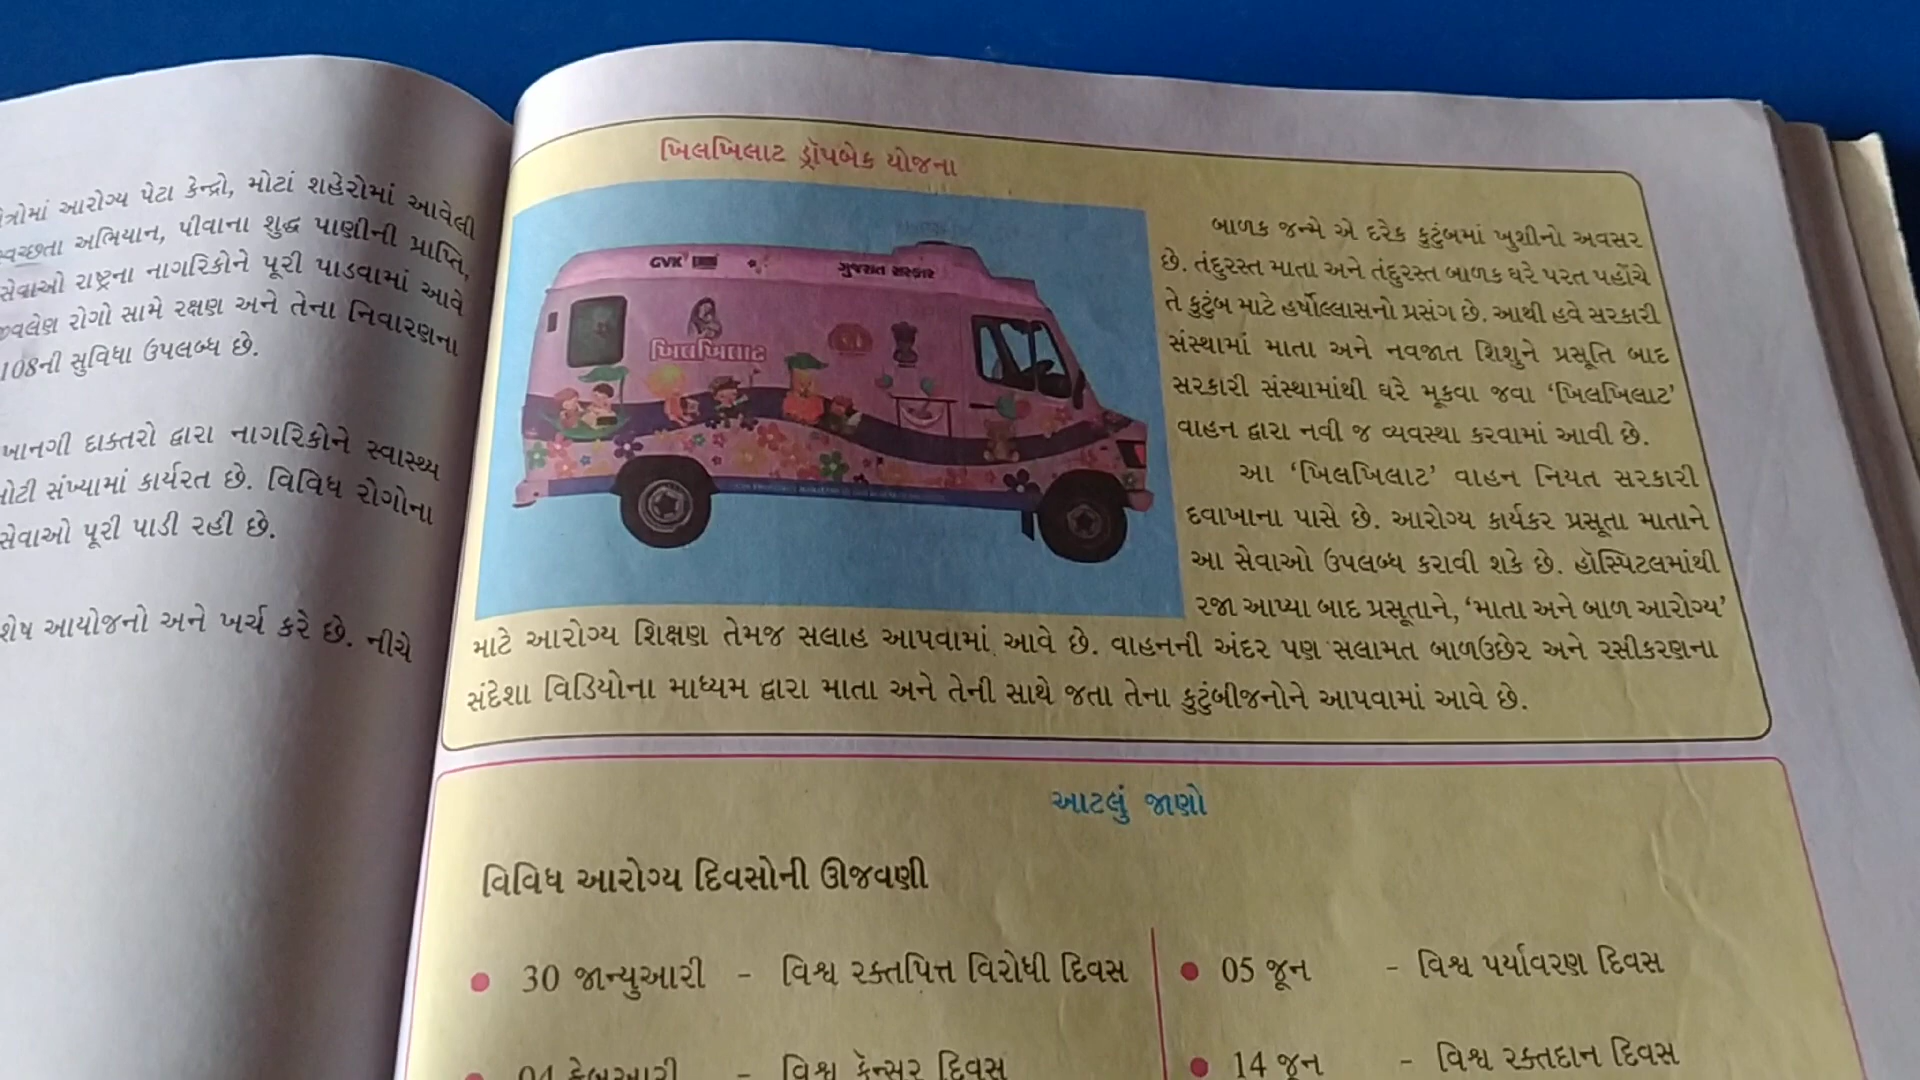 આરોગ્ય પેટા કેન્દ્રો, મોટાં શહેરોમાં આવેલી
અભિયાન, પીવાના શુદ્ધ પાણીની પ્રાપ્તિ,
સેવાઓ રાષ્ટ્રના નાગરિકોને પૂરી પાડવામાં આવે
રોગો સામે રક્ષણ અને તેના નિવારણના
108ની સુવિધા ઉપલબ્ધ છે.
ખાનગી દાક્તરો દ્વારા નાગરિકોને સ્વાસ્થ્ય
મોટી સંખ્યામાં કાર્યરત છે. વિવિધ રોગોના
સેવાઓ પૂરી પાડી રહી છે.
આયોજનો અને ખર્ચ કરે છે. નીચે
ખિલખિલાટ ડ્રૉપબેક યોજના
GVK
ગુજરાત સરકાર
ખિલખિલાટ
બાળક જન્મે એ દરેક કુટુંબમાં ખુશીનો અવસર
છે. તંદુરસ્ત માતા અને તંદુરસ્ત બાળક ઘરે પરત પહોંચે
તે કુટુંબ માટે હર્ષોલ્લાસનો પ્રસંગ છે. આથી હવે સરકારી
સંસ્થામાં માતા અને નવજાત શિશુને પ્રસૂતિ બાદ
સરકારી સંસ્થામાંથી ઘરે મૂકવા જવા ‘ખિલખિલાટ’
વાહન દ્વારા નવી જ વ્યવસ્થા કરવામાં આવી છે.
આ ‘ખિલખિલાટ’ વાહન નિયત સરકારી
દવાખાના પાસે છે. આરોગ્ય કાર્યકર પ્રસૂતા માતાને
આ સેવાઓ ઉપલબ્ધ કરાવી શકે છે. હૉસ્પિટલમાંથી
રજા આપ્યા બાદ પ્રસૂતાને, ‘માતા અને બાળ આરોગ્ય’
માટે આરોગ્ય શિક્ષણ તેમજ સલાહ આપવામાં આવે છે. વાહનની અંદર પણ સલામત બાળઉછેર અને રસીકરણના
સંદેશા વિડિયોના માધ્યમ દ્વારા માતા અને તેની સાથે જતા તેના કુટુંબીજનોને આપવામાં આવે છે.
આટલું જાણો
વિવિધ આરોગ્ય દિવસોની ઊજવણી
• 30 જાન્યુઆરી – વિશ્વ રક્તપિત્ત વિરોધી દિવસ
• 04 ફેબ્રુઆરી – વિશ્વ કૅન્સર દિવસ
• 05 જૂન – વિશ્વ પર્યાવરણ દિવસ
• 14 જૂન – વિશ્વ રક્તદાન દિવસ